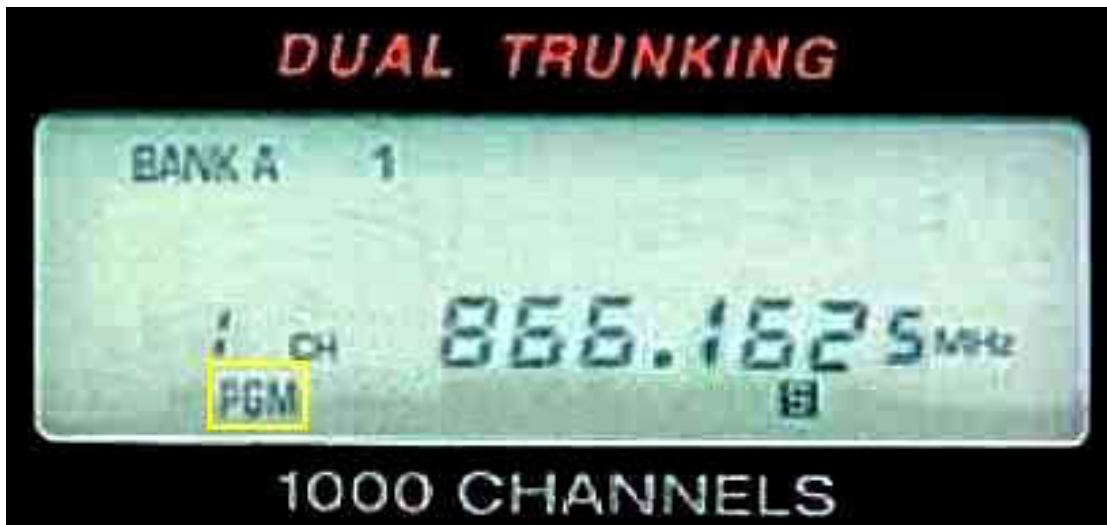 DUAL TRUNKING
BANK A 1
1 CH 866.1625 MHz
PGM S
1000 CHANNELS